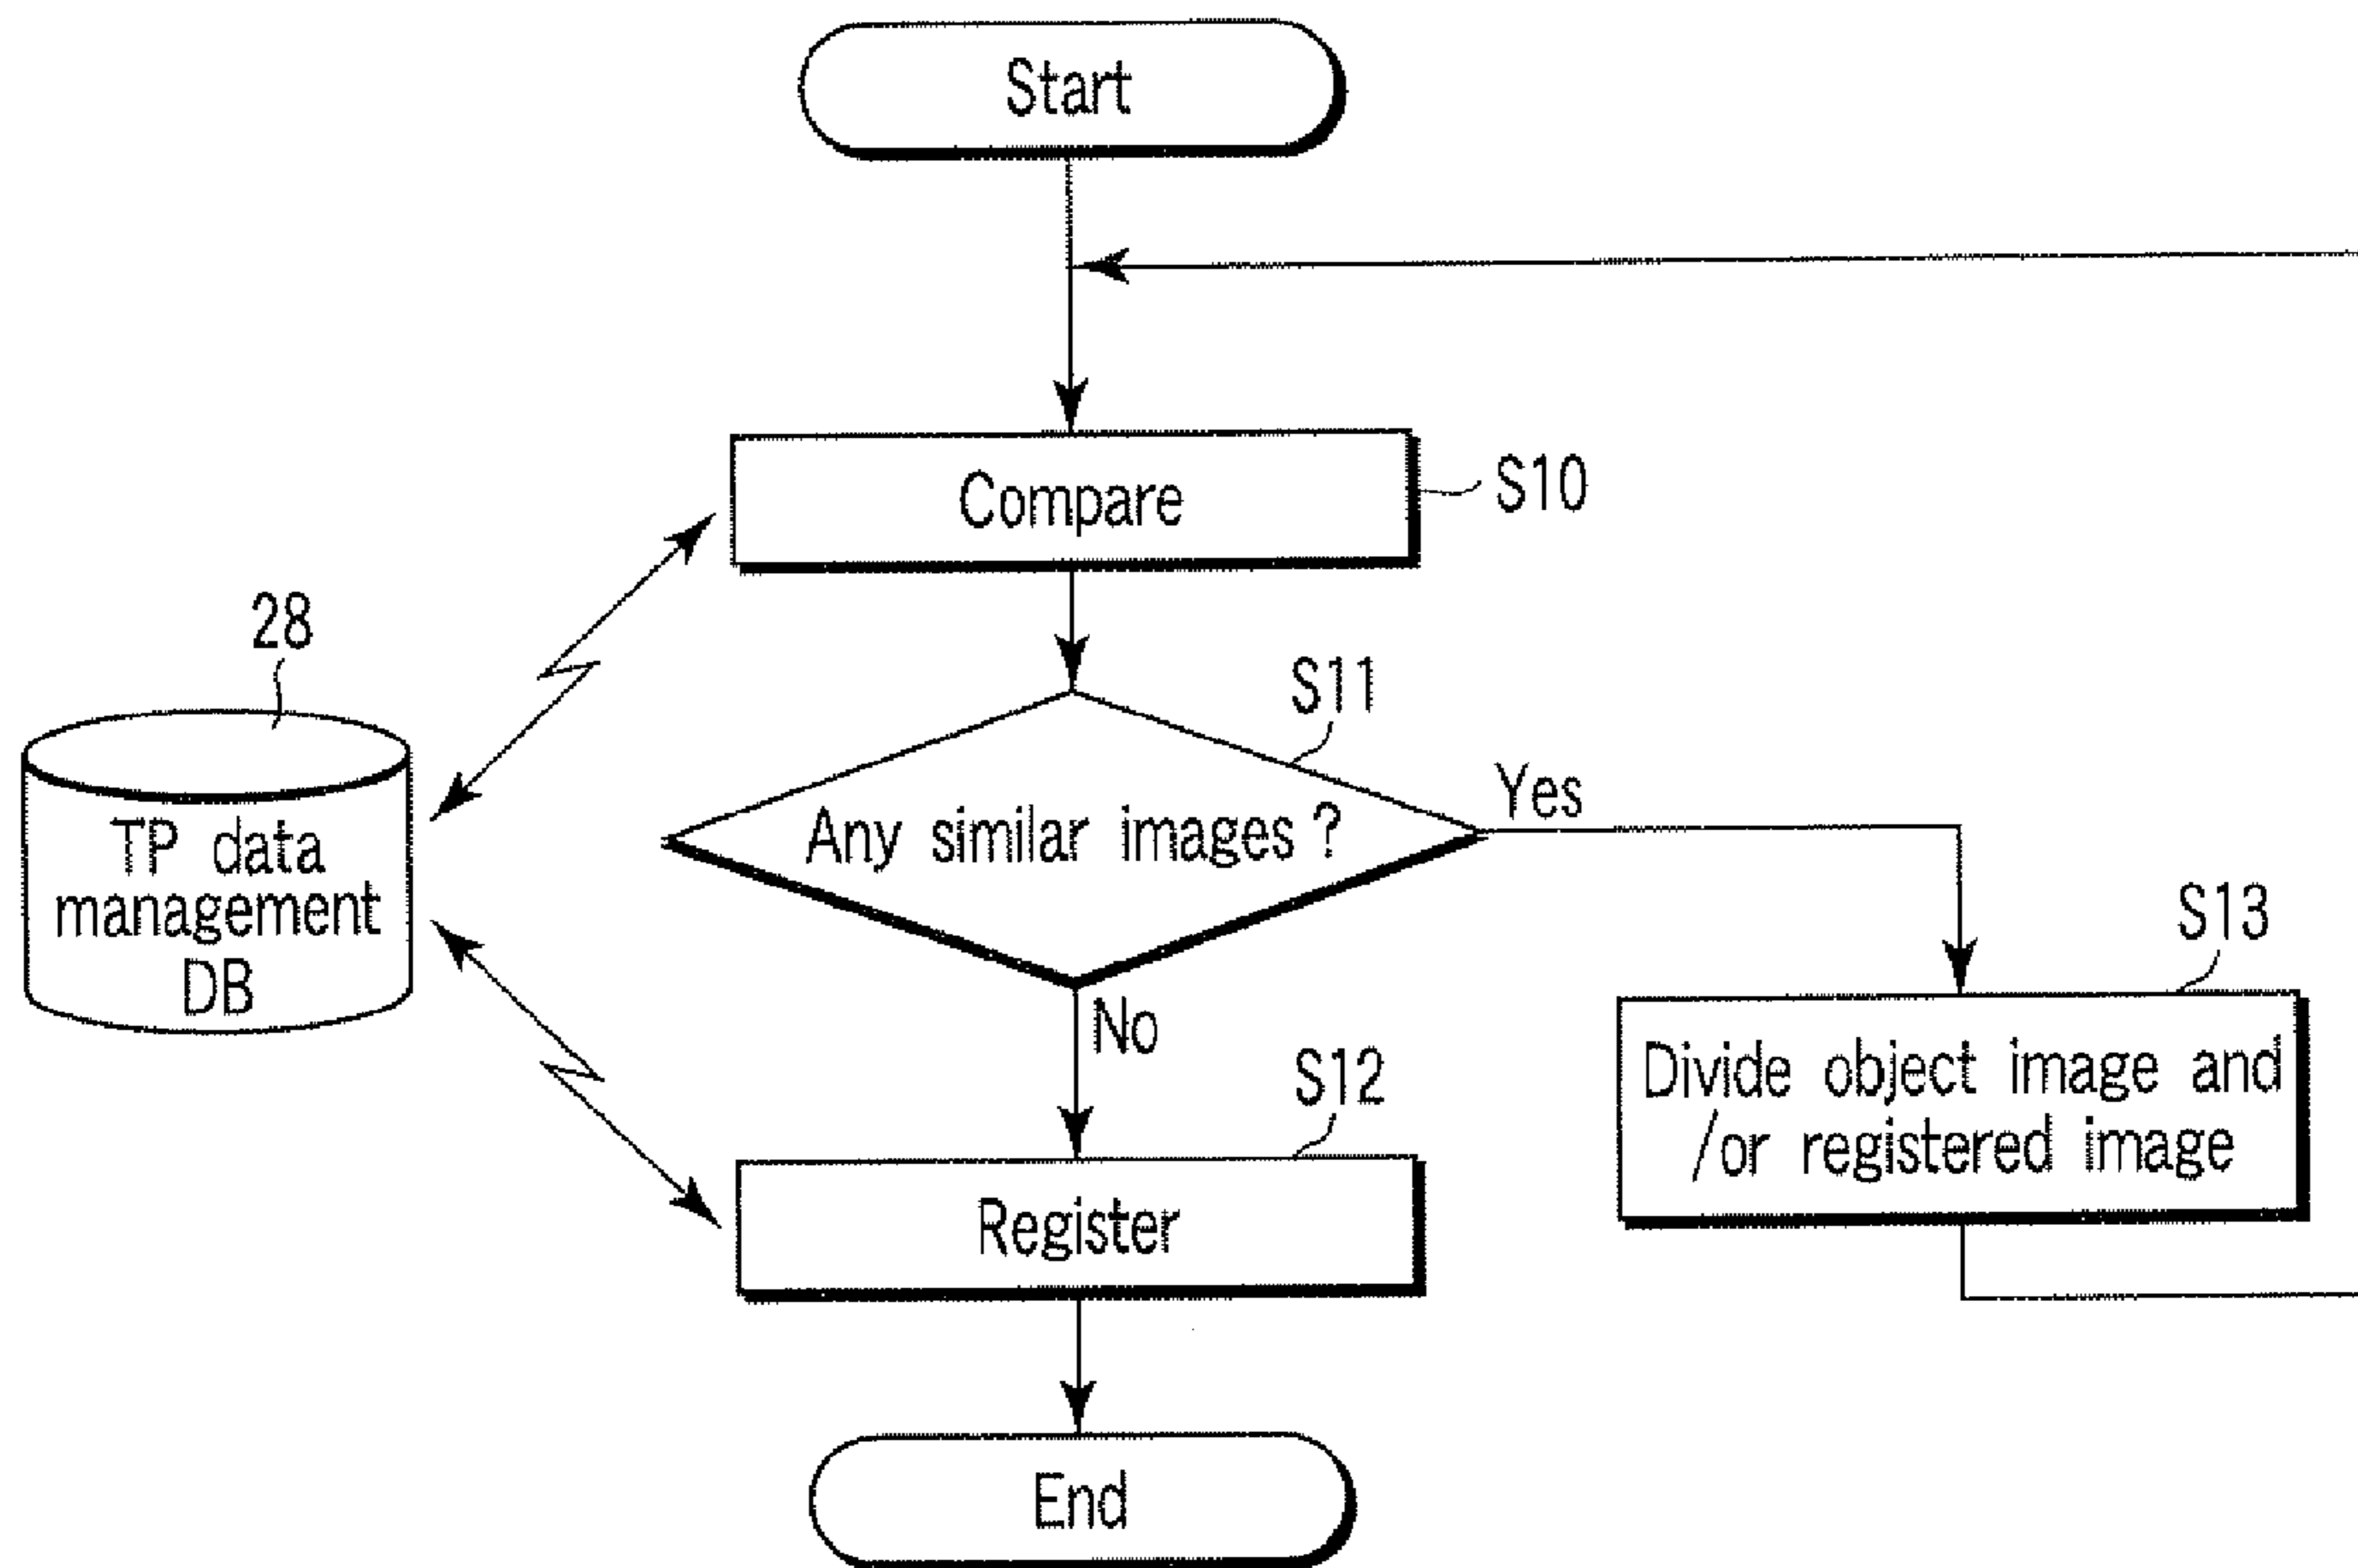 Start
Compare
S10
28
TP data
management
DB
S11
Any similar images ?
Yes
No
S13
Divide object image and
/or registered image
S12
Register
End